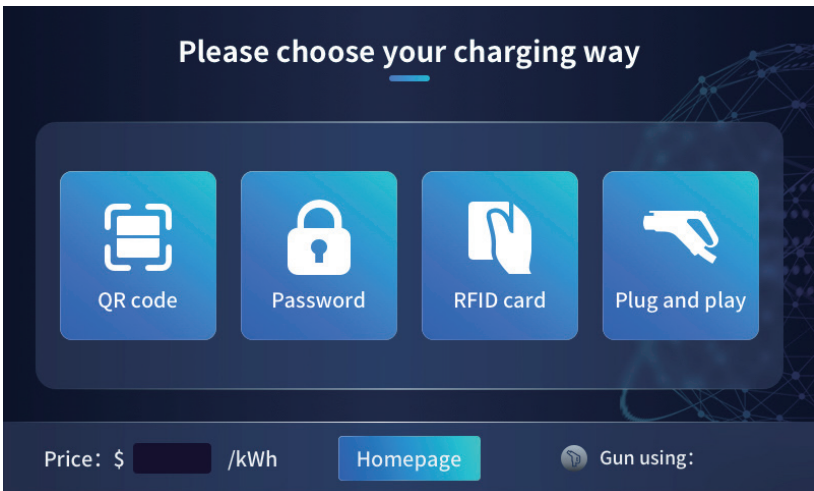 Please choose your charging way
QR code
Password
RFID card
Plug and play
Price: $ /kWh
Homepage
Gun using: